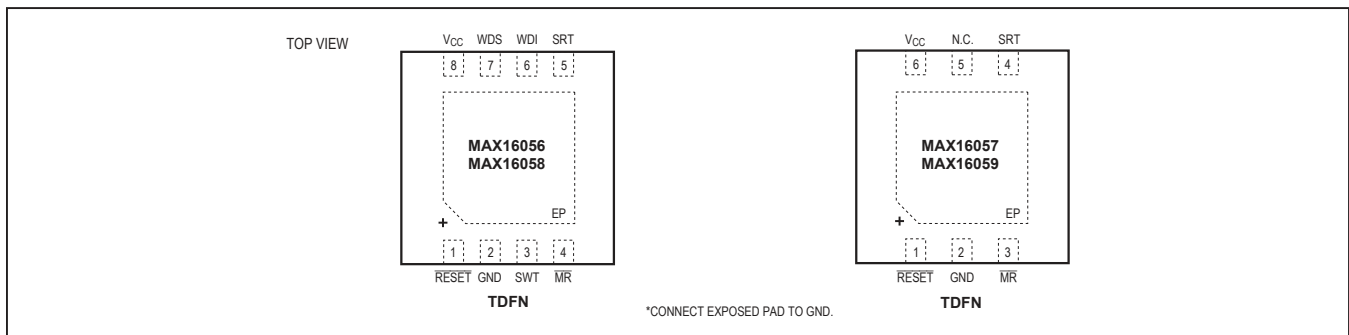 TOP VIEW
VCC WDS WDI SRT
8 7 6 5
MAX16056
MAX16058
EP
+
1 2 3 4
RESET GND SWT MR
TDFN
VCC N.C. SRT
6 5 4
MAX16057
MAX16059
EP
+
1 2 3
RESET GND MR
TDFN
*CONNECT EXPOSED PAD TO GND.